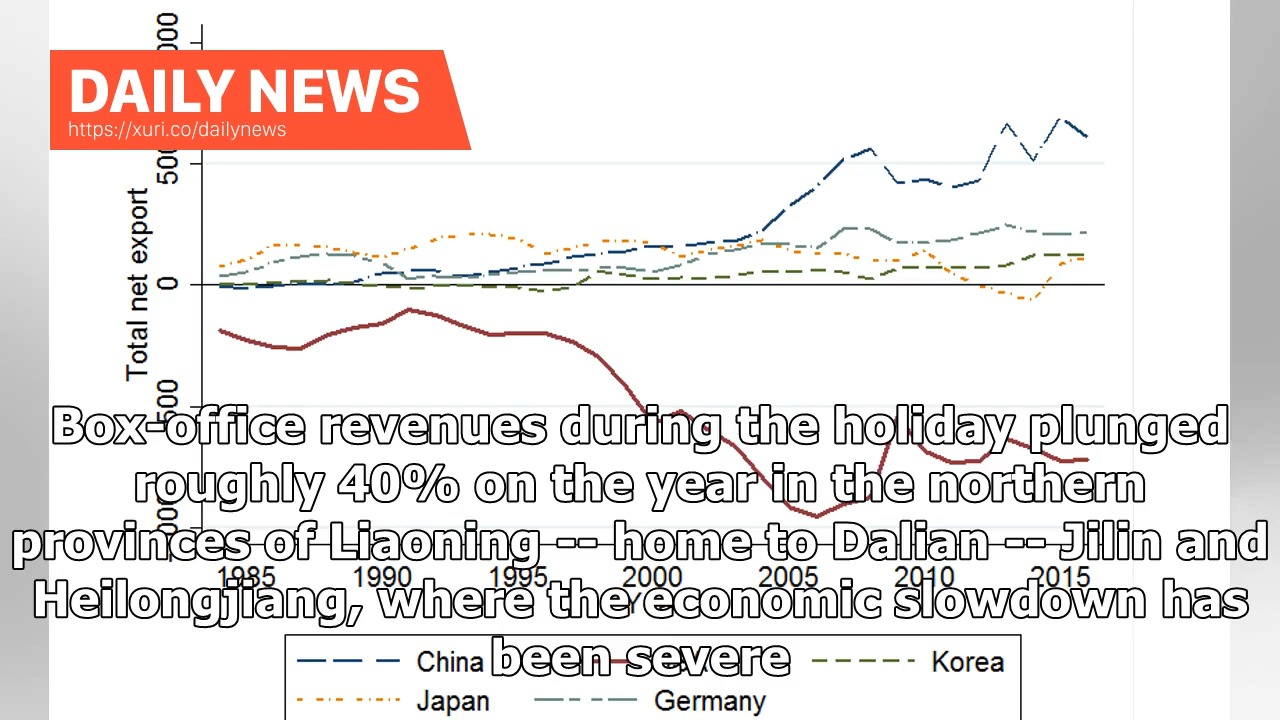 DAILY NEWS
https://xuri.co/dailynews
Total net export
0
Box-office revenues during the holiday plunged
roughly 40% on the year in the northern
provinces of Liaoning -- home to Dalian -- Jilin and
Heilongjiang, where the economic slowdown has
been severe
1985 1990 1995 2000 2005 2010 2015
China
Korea
Japan
Germany